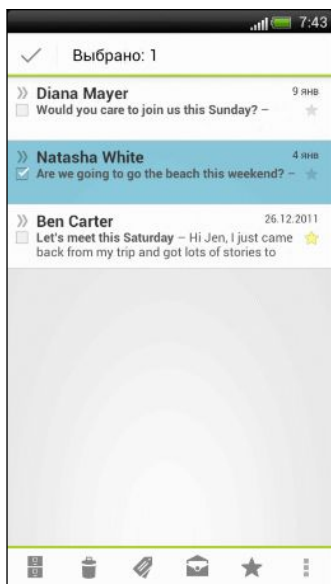 7:43
Выбрано: 1
Diana Mayer 9 янв
Would you care to join us this Sunday? –
Natasha White 4 янв
Are we going to go the beach this weekend? –
Ben Carter 26.12.2011
Let's meet this Saturday – Hi Jen, I just came
back from my trip and got lots of stories to